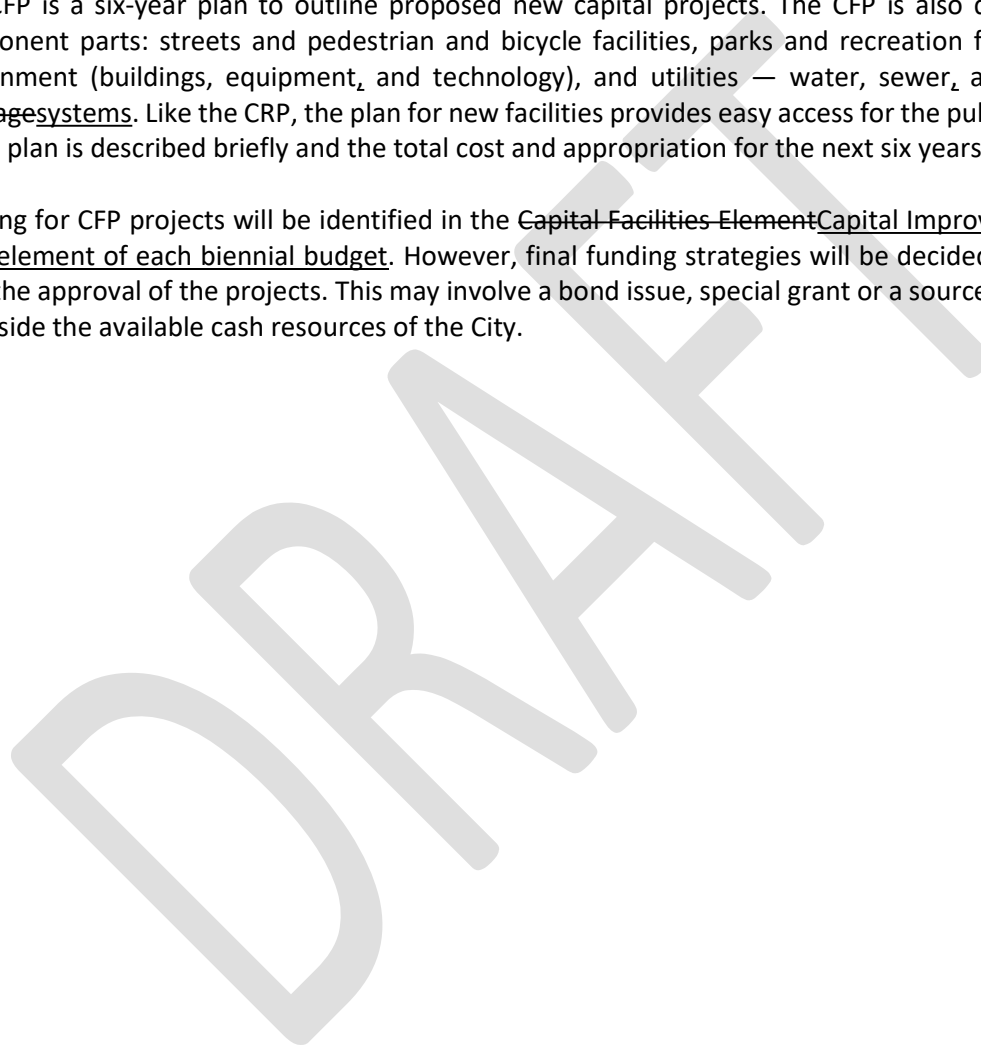 CFP is a six-year plan to outline proposed new capital projects. The CFP is also
onent parts: streets and pedestrian and bicycle facilities, parks and recreation f
nment (buildings, equipment, and technology), and utilities — water, sewer, a
agesystems. Like the CRP, the plan for new facilities provides easy access for the pu
plan is described briefly and the total cost and appropriation for the next six years
ng for CFP projects will be identified in the Capital Facilities ElementCapital Improv
element of each biennial budget. However, final funding strategies will be decided
the approval of the projects. This may involve a bond issue, special grant or a source
side the available cash resources of the City.
DRAFT